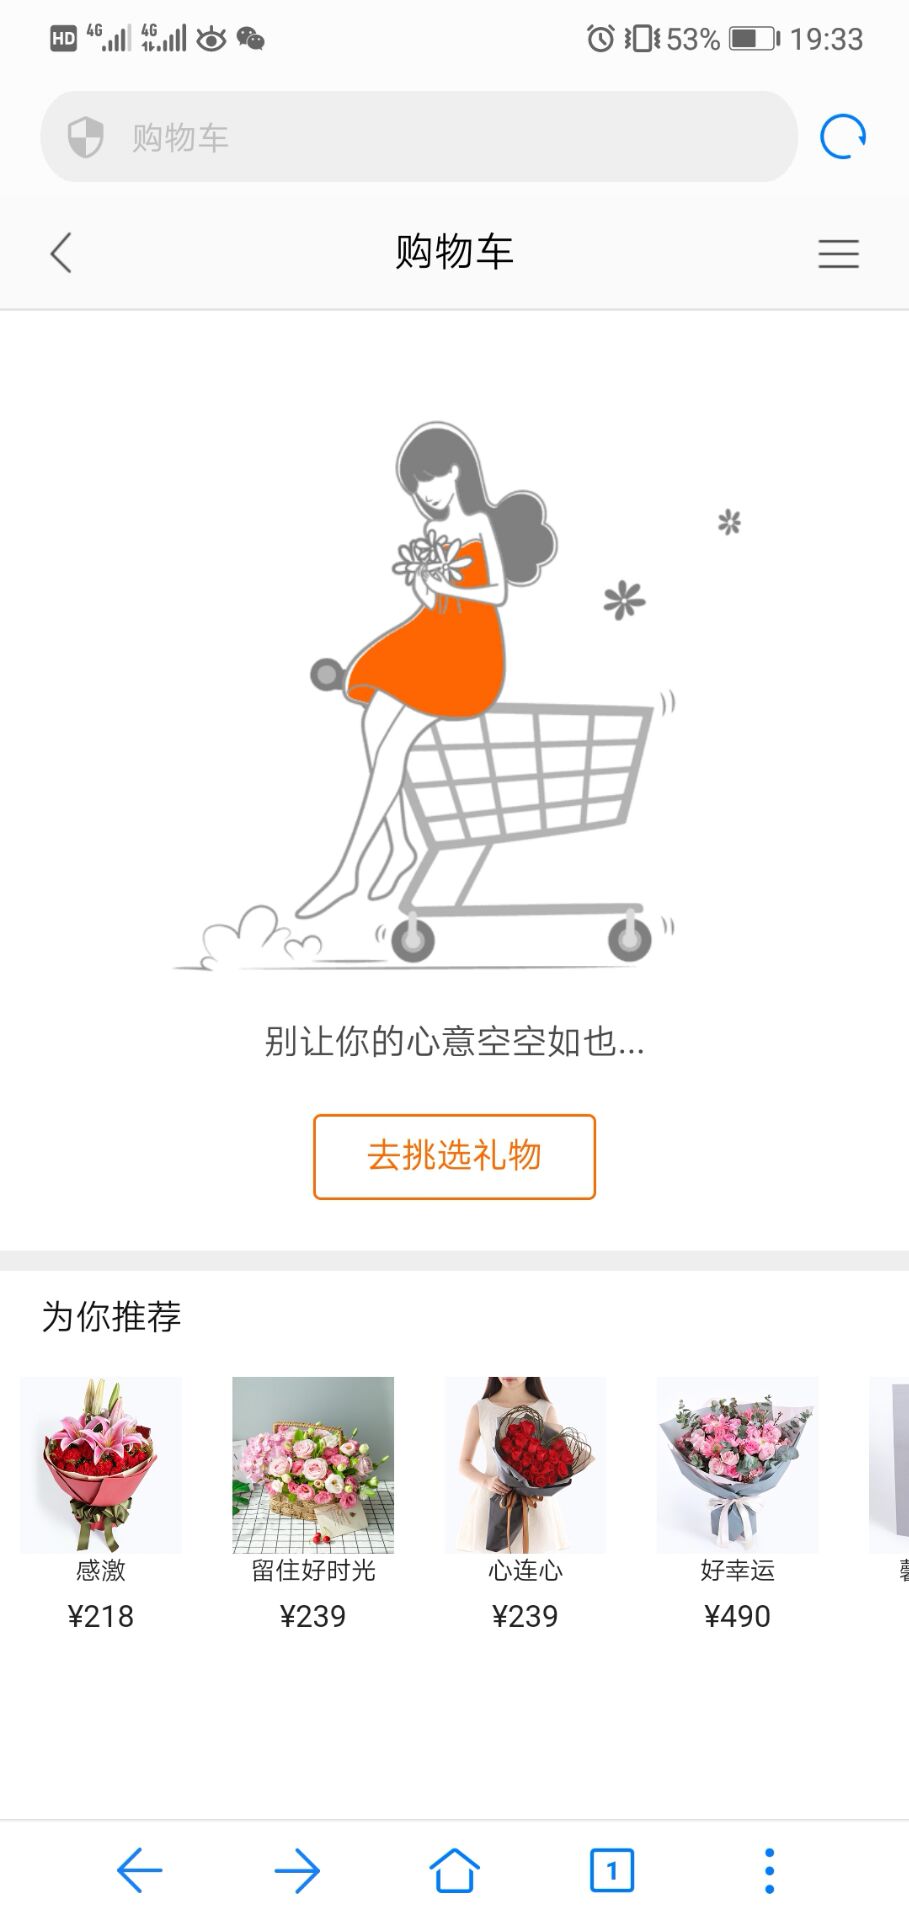 HD 4G 4G 53% 19:33
购物车
购物车
别让你的心意空空如也...
去挑选礼物
为你推荐
感激 留住好时光 心连心 好幸运
¥218 ¥239 ¥239 ¥490
1